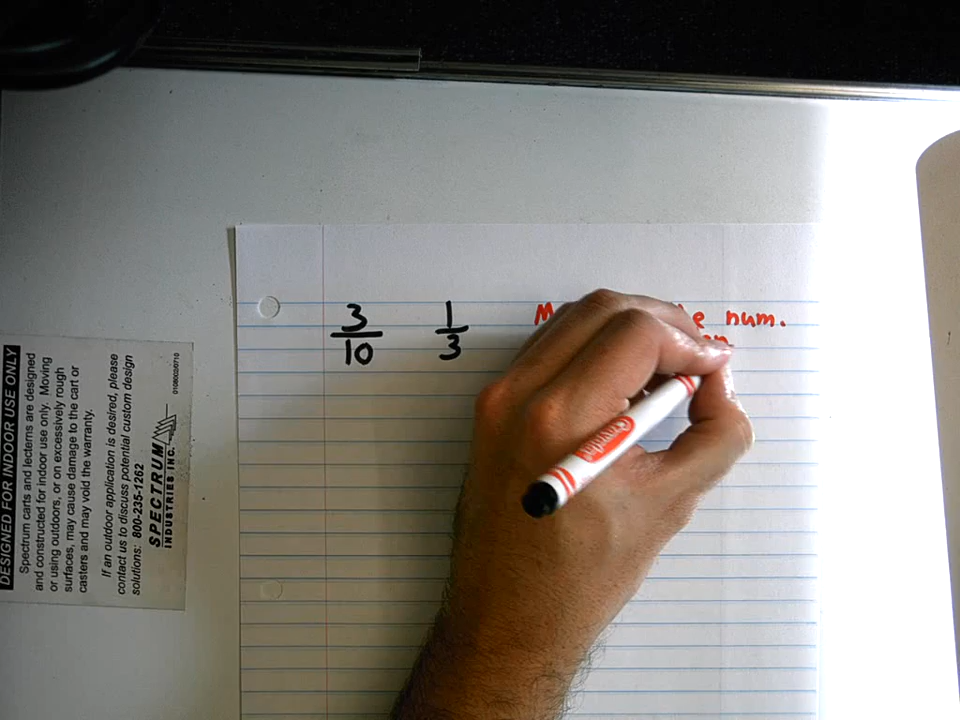 3/10 1/3
num.
DESIGNED FOR INDOOR USE ONLY
Spectrum carts and lecterns are designed
and constructed for indoor use only. Moving
or using outdoors, or on excessively rough
surfaces, may cause damage to the cart or
casters and may void the warranty.
If an outdoor application is desired, please
contact us to discuss potential custom design
solutions: 800-235-1262
SPECTRUM
INDUSTRIES INC.
Crayola